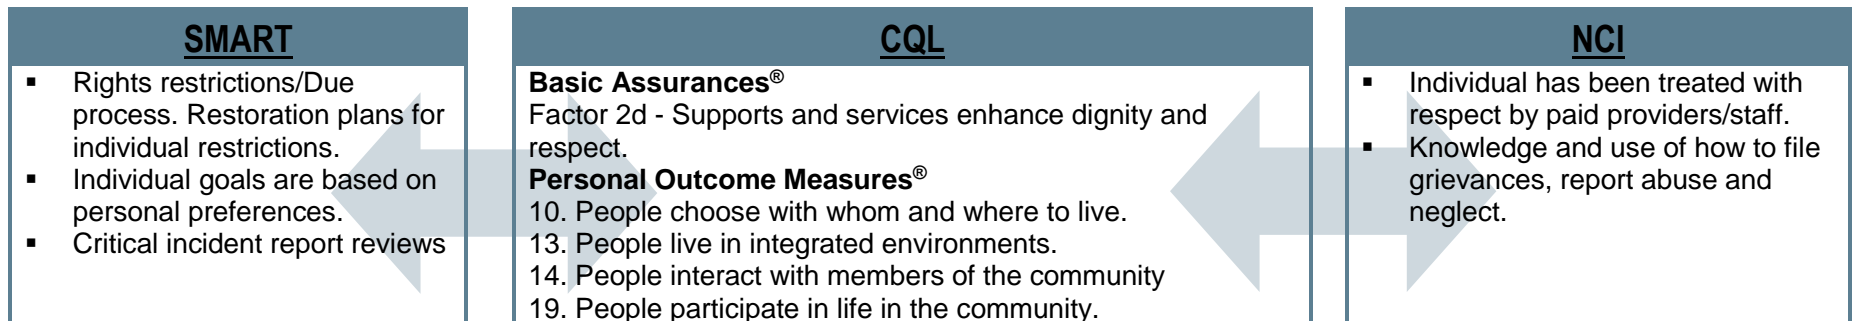 SMART
▪ Rights restrictions/Due
process. Restoration plans for
individual restrictions.
▪ Individual goals are based on
personal preferences.
▪ Critical incident report reviews
CQL
Basic Assurances®
Factor 2d - Supports and services enhance dignity and
respect.
Personal Outcome Measures®
10. People choose with whom and where to live.
13. People live in integrated environments.
14. People interact with members of the community
19. People participate in life in the community.
NCI
▪ Individual has been treated with
respect by paid providers/staff.
▪ Knowledge and use of how to file
grievances, report abuse and
neglect.